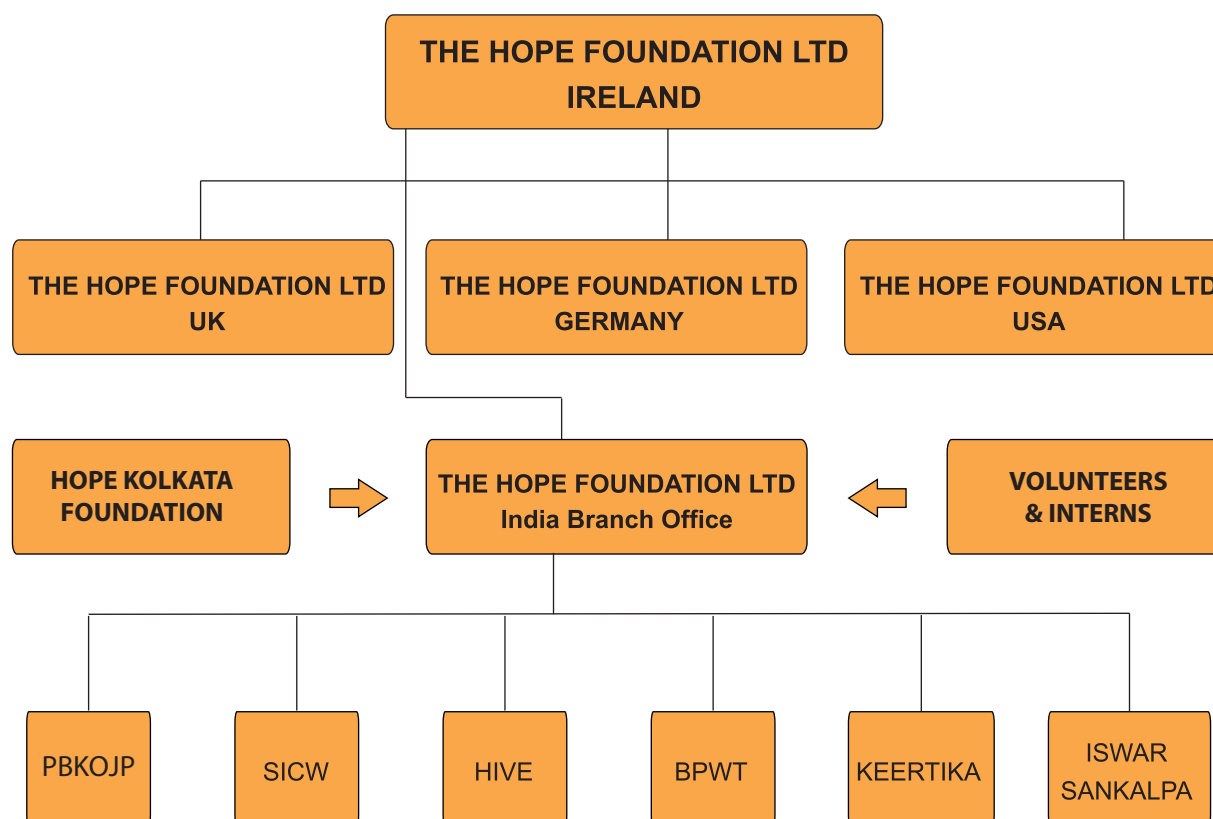 THE HOPE FOUNDATION LTD
IRELAND
THE HOPE FOUNDATION LTD
UK
THE HOPE FOUNDATION LTD
GERMANY
THE HOPE FOUNDATION LTD
USA
HOPE KOLKATA
FOUNDATION
THE HOPE FOUNDATION LTD
India Branch Office
VOLUNTEERS
& INTERNS
PBKOJP
SICW
HIVE
BPWT
KEERTIKA
ISWAR
SANKALPA